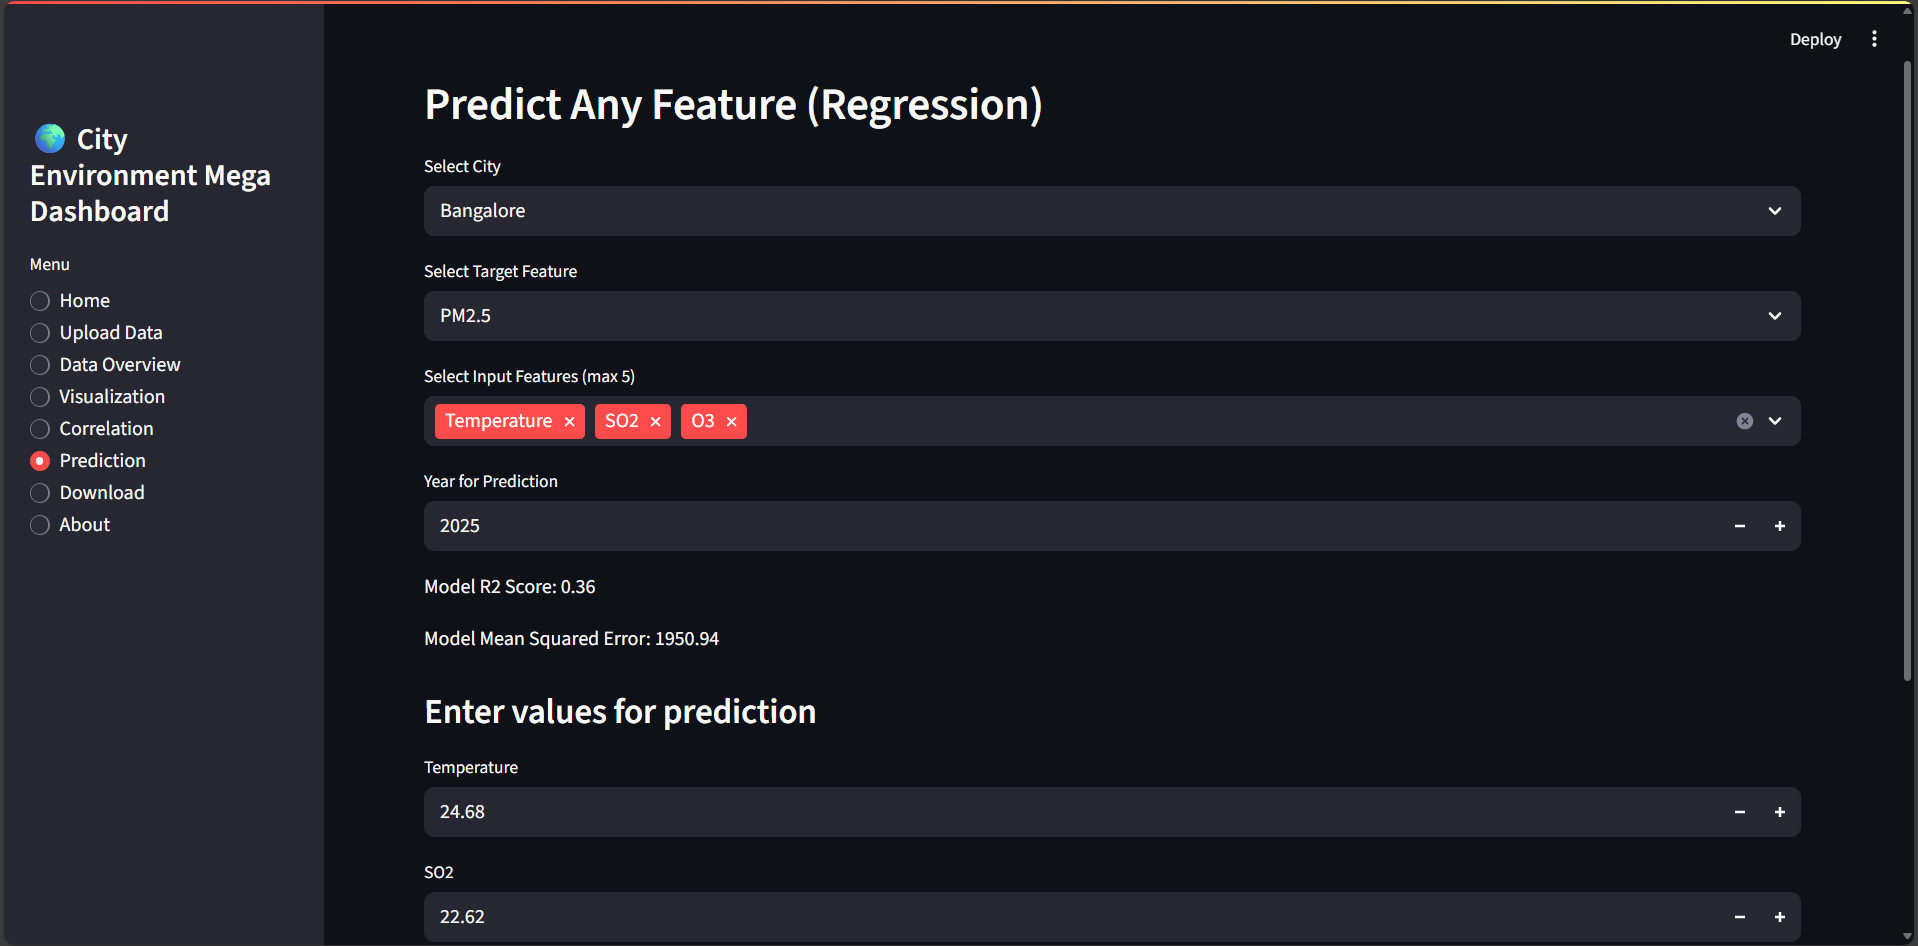 Deploy
City
Environment Mega
Dashboard
Menu
Home
Upload Data
Data Overview
Visualization
Correlation
Prediction
Download
About
Predict Any Feature (Regression)
Select City
Bangalore
Select Target Feature
PM2.5
Select Input Features (max 5)
Temperature SO2 O3
Year for Prediction
2025
Model R2 Score: 0.36
Model Mean Squared Error: 1950.94
Enter values for prediction
Temperature
24.68
SO2
22.62